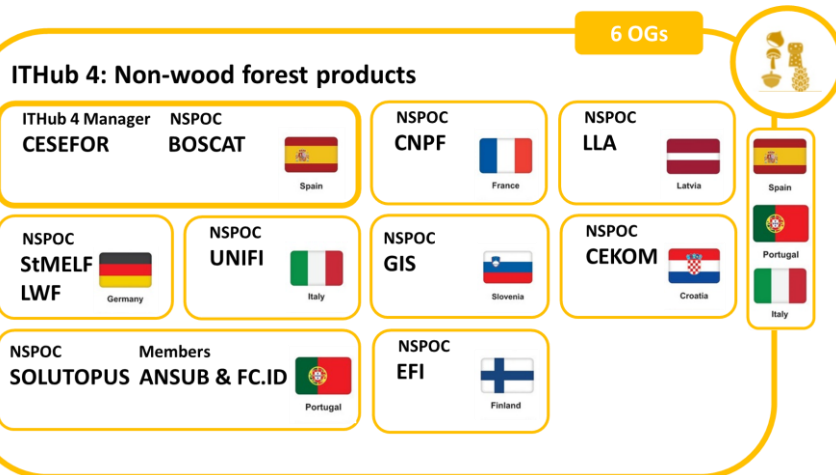 6 OGs
ITHub 4: Non-wood forest products
ITHub 4 Manager NSPOC
CESEFOR BOSCAT
Spain
NSPOC
CNPF
France
NSPOC
LLA
Latvia
Spain
Portugal
Italy
NSPOC
StMELF
LWF
Germany
NSPOC
UNIFI
Italy
NSPOC
GIS
Slovenia
NSPOC
CEKOM
Croatia
NSPOC Members
SOLUTOPUS ANSUB & FC.ID
Portugal
NSPOC
EFI
Finland